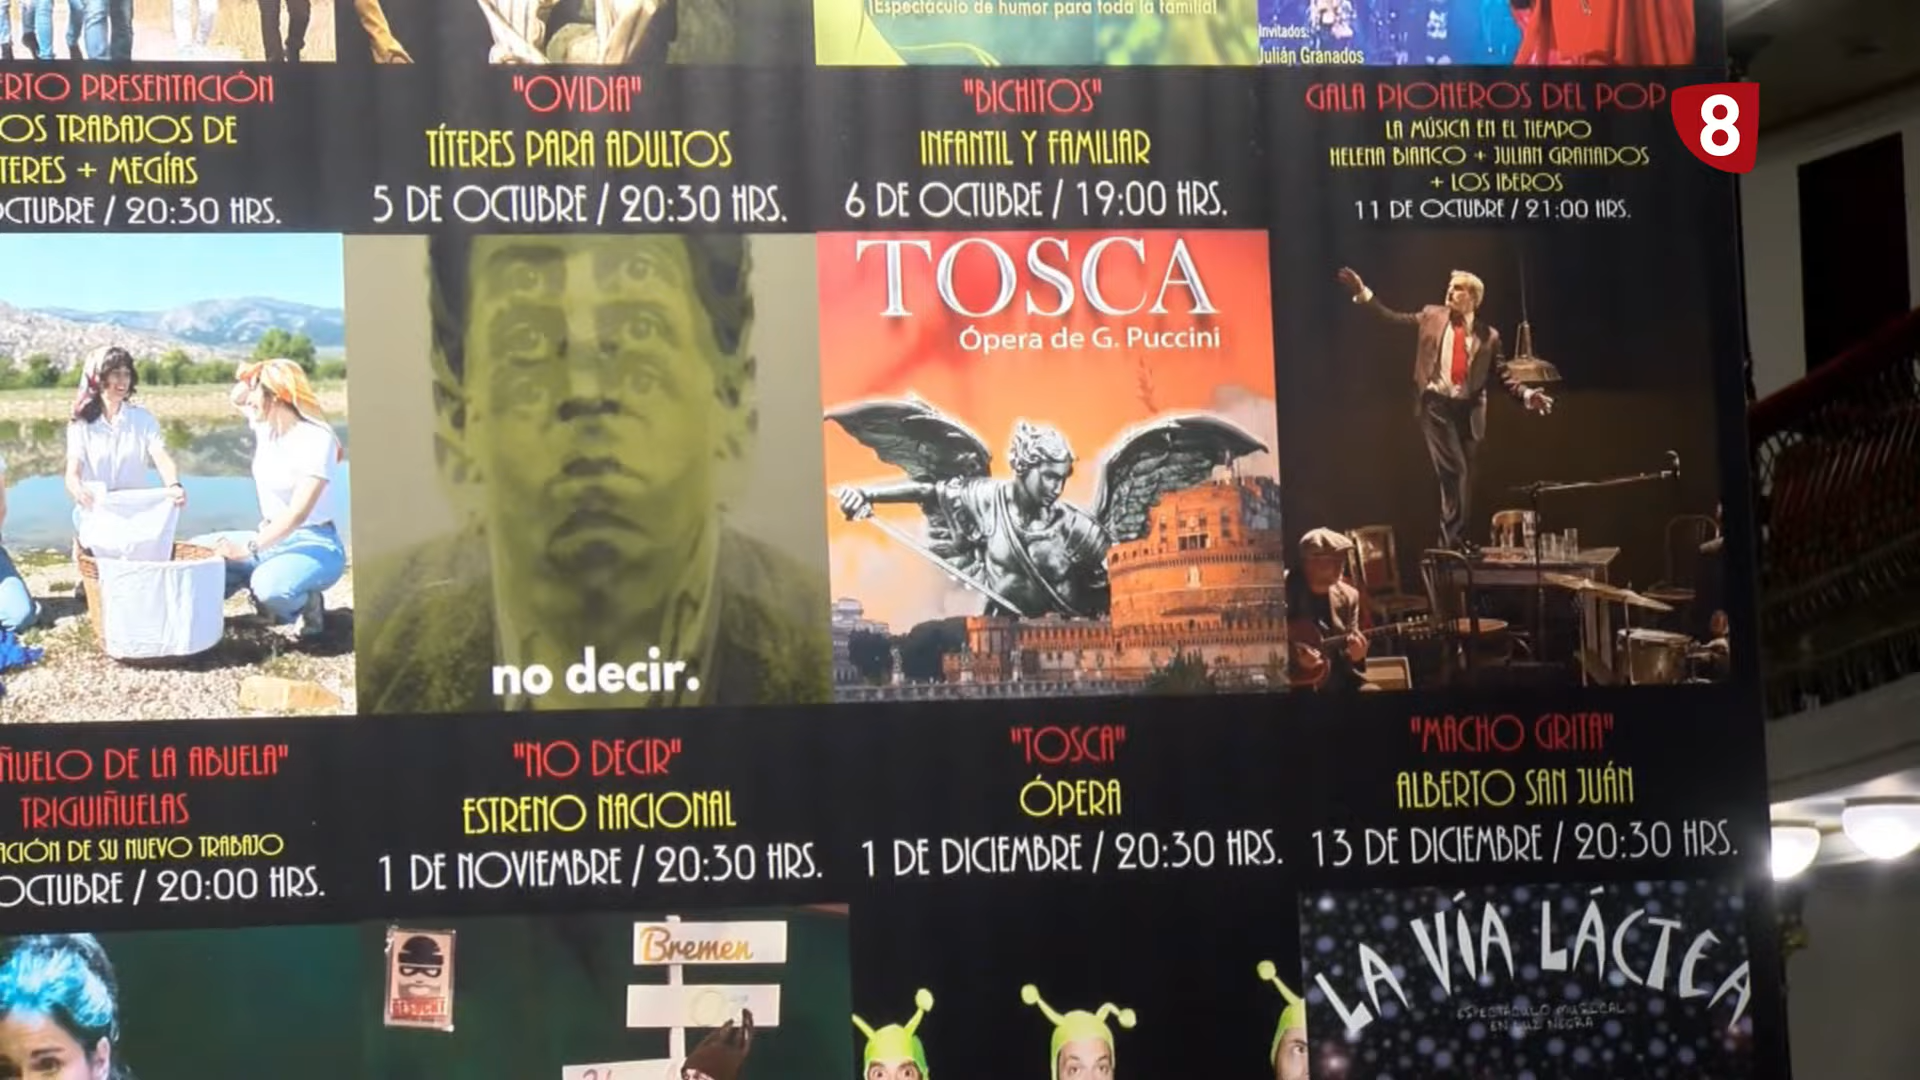 ¡Espectáculo de humor para toda la familia!
Invitados:
Julián Granados
8
ERTO PRESENTACIÓN
OS TRABAJOS DE
TERES + MEGÍAS
OCTUBRE / 20:30 HRS.
"OVIDIA"
TÍTERES PARA ADULTOS
5 DE OCTUBRE / 20:30 HRS.
"BICHITOS"
INFANTIL Y FAMILIAR
6 DE OCTUBRE / 19:00 HRS.
GALA PIONEROS DEL POP
LA MÚSICA EN EL TIEMPO
HELENA BIANCO + JULIAN GRANADOS
+ LOS IBEROS
11 DE OCTUBRE / 21:00 HRS.
no decir.
TOSCA
Ópera de G. Puccini
ÑUELO DE LA ABUELA"
TRIGUIÑUELAS
ACIÓN DE SU NUEVO TRABAJO
OCTUBRE / 20:00 HRS.
"NO DECIR"
ESTRENO NACIONAL
1 DE NOVIEMBRE / 20:30 HRS.
"TOSCA"
ÓPERA
1 DE DICIEMBRE / 20:30 HRS.
"MACHO GRITA"
ALBERTO SAN JUÁN
13 DE DICIEMBRE / 20:30 HRS.
GESUCHT
Bremen
LA VÍA LÁCTEA
ESPECTÁCULO MUSICAL
EN LUZ NEGRA